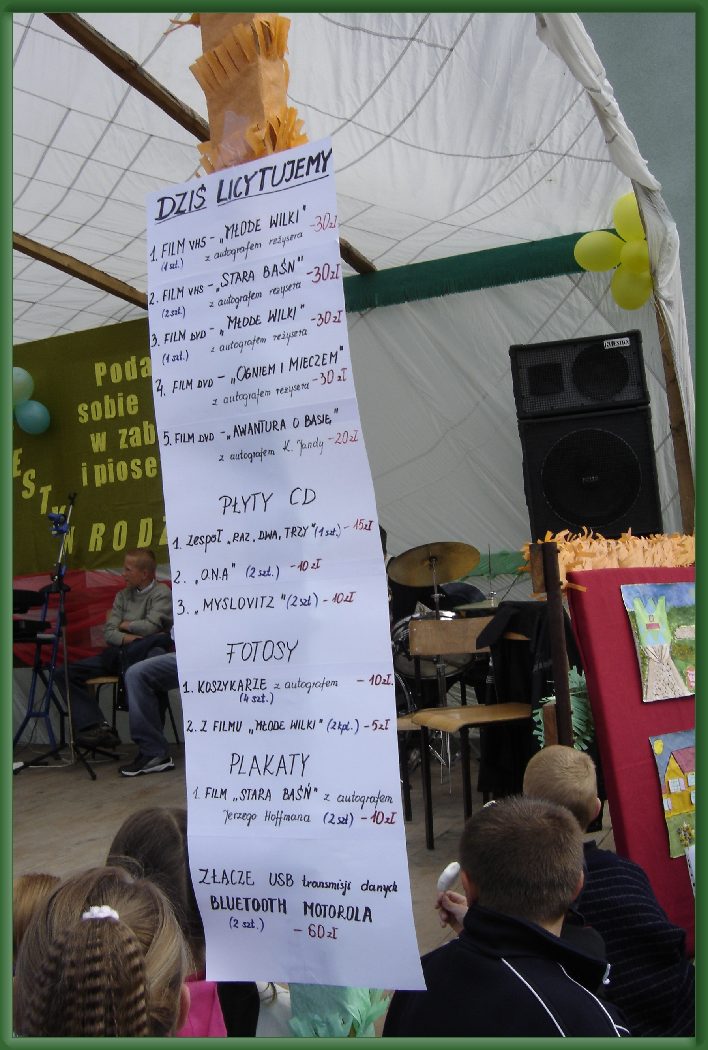 DZIŚ LICYTUJEMY
1. FILM VHS - „MŁODE WILKI" - 30zł
(1 szt.) z autografem reżysera
2. FILM VHS - „STARA BAŚŃ" - 30zł
(2 szt.) z autografem reżysera
3. FILM DVD - „MŁODE WILKI" - 30zł
(1 szt.) z autografem reżysera
4. FILM DVD - „OGNIEM I MIECZEM"
z autografem reżysera - 30 zł
5. FILM DVD - „AWANTURA O BASIĘ"
z autografem K. Tandy - 20zł
PŁYTY CD
1. Zespół „RAZ, DWA, TRZY" (1 szt.) - 15zł
2. „O.N.A" (2 szt.) - 10zł
3. „MYSLOVITZ" (2 szt) - 10zł
FOTOSY
1. KOSZYKARZE z autografem - 10zł.
(4 szt.)
2. Z FILMU „MŁODE WILKI" (2 kpl.) - 5zł
PLAKATY
1. FILM „STARA BAŚŃ" z autografem
Jerzego Hoffmana (2 szt) - 10zł
ZŁĄCZE USB transmisji danych
BLUETOOTH MOTOROLA
(2 szt.) - 60zł
Poda
sobie
w zab
i piose
EST
W RODZ